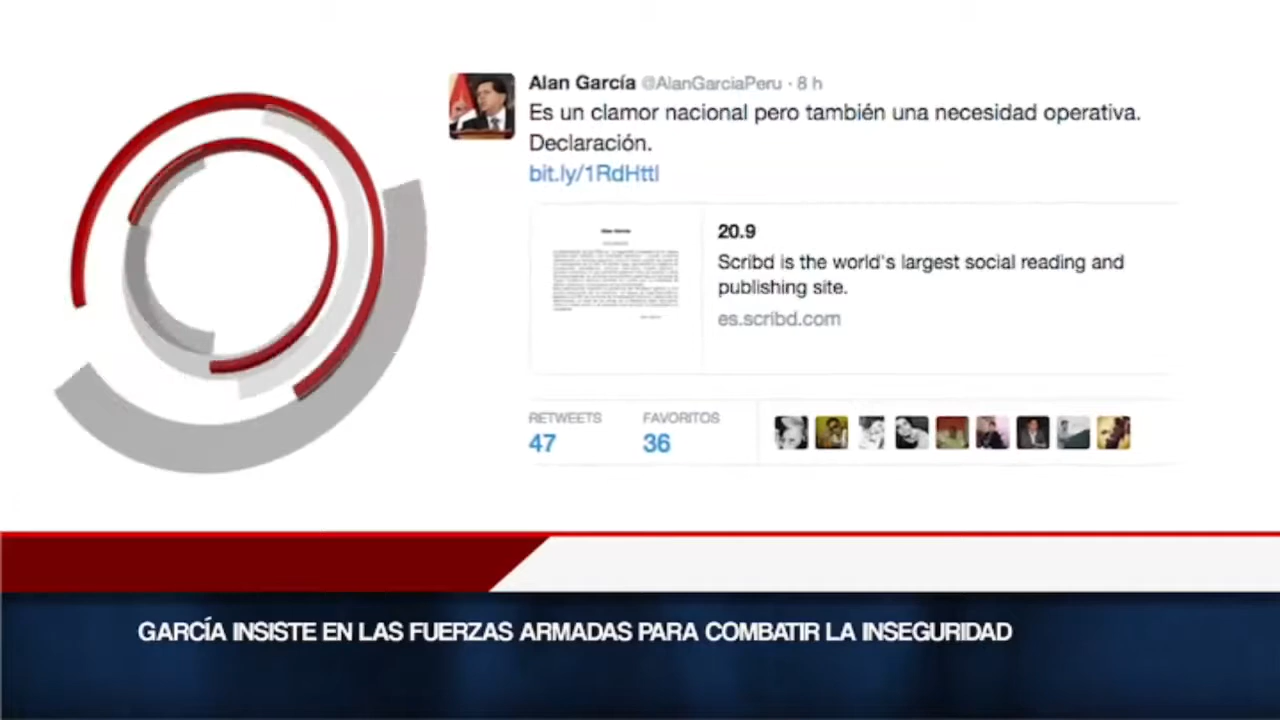 Alan García @AlanGarciaPeru · 8 h
Es un clamor nacional pero también una necesidad operativa.
Declaración.
bit.ly/1RdHttI
20.9
Scribd is the world's largest social reading and
publishing site.
es.scribd.com
RETWEETS
47
FAVORITOS
36
GARCÍA INSISTE EN LAS FUERZAS ARMADAS PARA COMBATIR LA INSEGURIDAD